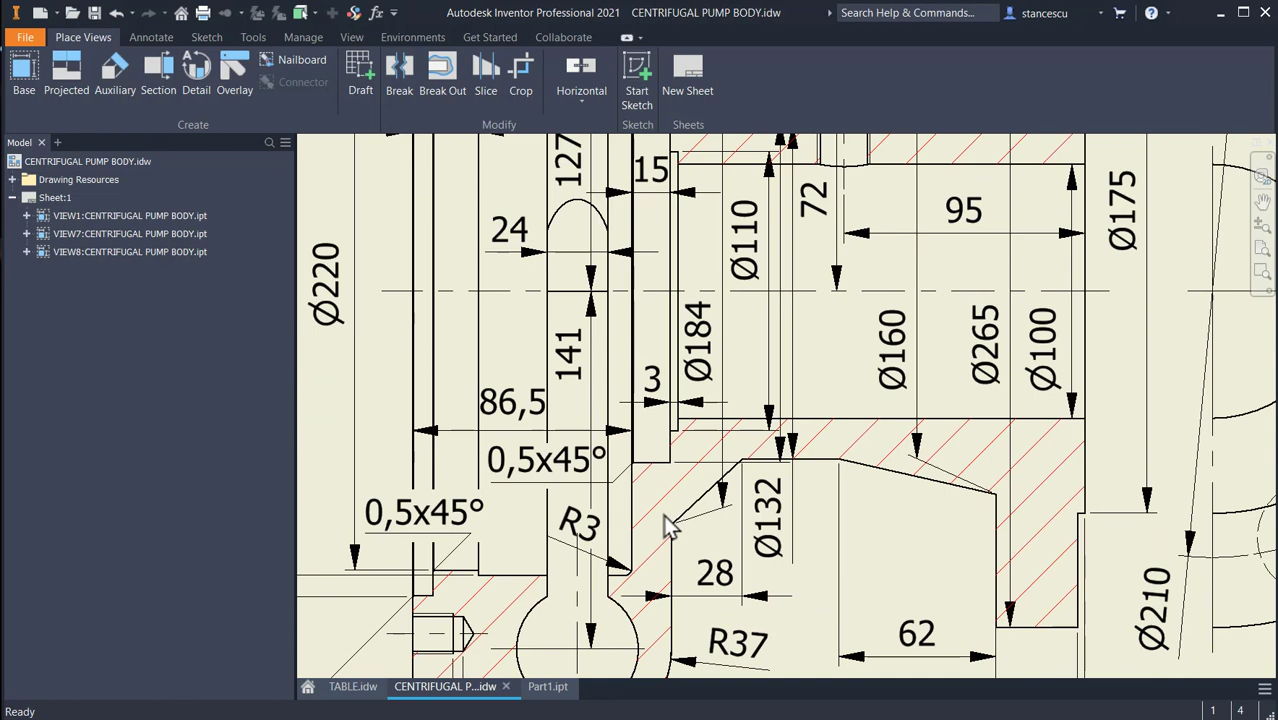 Autodesk Inventor Professional 2021 CENTRIFUGAL PUMP BODY.idw
Search Help & Commands...
stancescu
File Place Views Annotate Sketch Tools Manage View Environments Get Started Collaborate
Base
Projected
Auxiliary
Section
Detail
Overlay
Nailboard
Connector
Draft
Break
Break Out
Slice
Crop
Horizontal
Start
Sketch
New Sheet
Create
Modify
Sketch
Sheets
Model
CENTRIFUGAL PUMP BODY.idw
Drawing Resources
Sheet:1
VIEW1:CENTRIFUGAL PUMP BODY.ipt
VIEW7:CENTRIFUGAL PUMP BODY.ipt
VIEW8:CENTRIFUGAL PUMP BODY.ipt
127
15
24
72
95
Ø175
Ø110
Ø220
141
3
Ø184
Ø160
Ø265
Ø100
86,5
0,5x45°
0,5x45°
R3
Ø132
28
R37
62
Ø210
TABLE.idw
CENTRIFUGAL P...idw
Part1.ipt
Ready
1 4